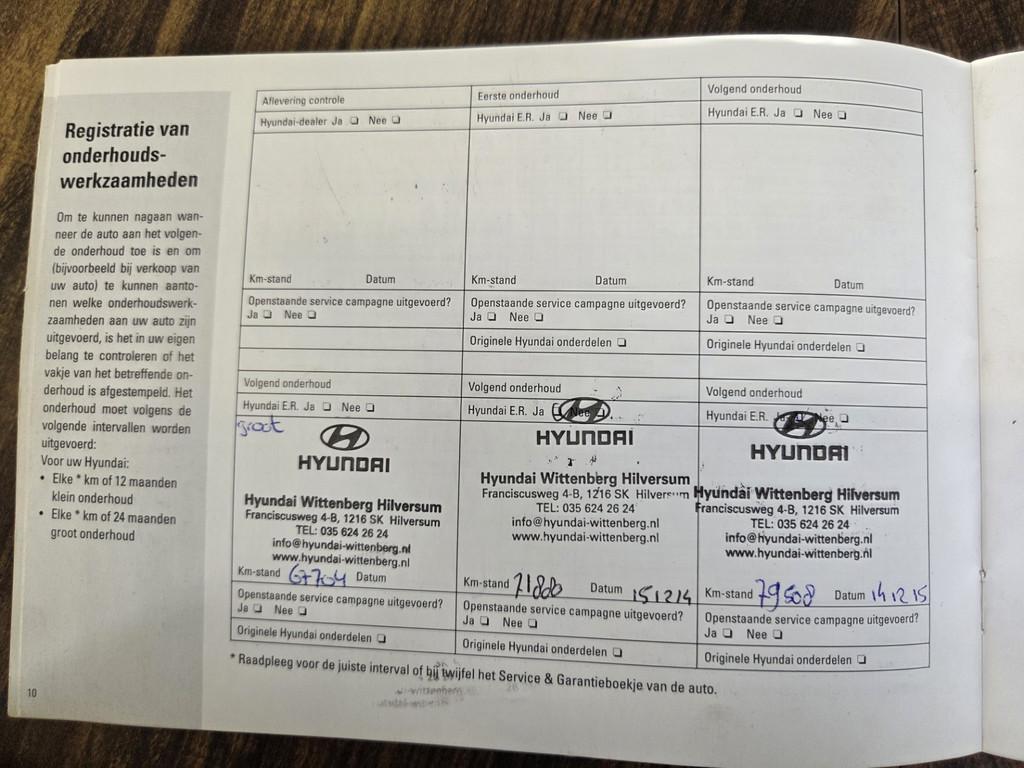 Registratie van
onderhouds-
werkzaamheden
Om te kunnen nagaan wan-
neer de auto aan het volgen-
de onderhoud toe is en om
(bijvoorbeeld bij verkoop van
uw auto) te kunnen aanto-
nen welke onderhoudswerk-
zaamheden aan uw auto zijn
uitgevoerd, is het in uw eigen
belang te controleren of het
vakje van het betreffende on-
derhoud is afgestempeld. Het
onderhoud moet volgens de
volgende intervallen worden
uitgevoerd:
Voor uw Hyundai:
• Elke * km of 12 maanden
klein onderhoud
• Elke * km of 24 maanden
groot onderhoud
10
Aflevering controle
Hyundai-dealer Ja ❏ Nee ❏
Km-stand Datum
Openstaande service campagne uitgevoerd?
Ja ❏ Nee ❏
Eerste onderhoud
Hyundai E.R. Ja ❏ Nee ❏
Km-stand Datum
Openstaande service campagne uitgevoerd?
Ja ❏ Nee ❏
Originele Hyundai onderdelen ❏
Volgend onderhoud
Hyundai E.R. Ja ❏ Nee ❏
Km-stand Datum
Openstaande service campagne uitgevoerd?
Ja ❏ Nee ❏
Originele Hyundai onderdelen ❏
Volgend onderhoud
Hyundai E.R. Ja ❏ Nee ❏
groot
HYUNDAI
Hyundai Wittenberg Hilversum
Franciscusweg 4-B, 1216 SK Hilversum
TEL: 035 624 26 24
info@hyundai-wittenberg.nl
www.hyundai-wittenberg.nl
Km-stand 67704 Datum
Openstaande service campagne uitgevoerd?
Ja ❏ Nee ❏
Originele Hyundai onderdelen ❏
Volgend onderhoud
Hyundai E.R. Ja ❏ Nee ❏
HYUNDAI
Hyundai Wittenberg Hilversum
Franciscusweg 4-B, 1216 SK Hilversum
TEL: 035 624 26 24
info@hyundai-wittenberg.nl
www.hyundai-wittenberg.nl
Km-stand Datum 151214
Openstaande service campagne uitgevoerd?
Ja ❏ Nee ❏
Originele Hyundai onderdelen ❏
Volgend onderhoud
Hyundai E.R. Ja ❏ Nee ❏
HYUNDAI
Hyundai Wittenberg Hilversum
Franciscusweg 4-B, 1216 SK Hilversum
TEL: 035 624 26 24
info@hyundai-wittenberg.nl
www.hyundai-wittenberg.nl
Km-stand 79508 Datum 14 12 15
Openstaande service campagne uitgevoerd?
Ja ❏ Nee ❏
Originele Hyundai onderdelen ❏
* Raadpleeg voor de juiste interval of bij twijfel het Service & Garantieboekje van de auto.